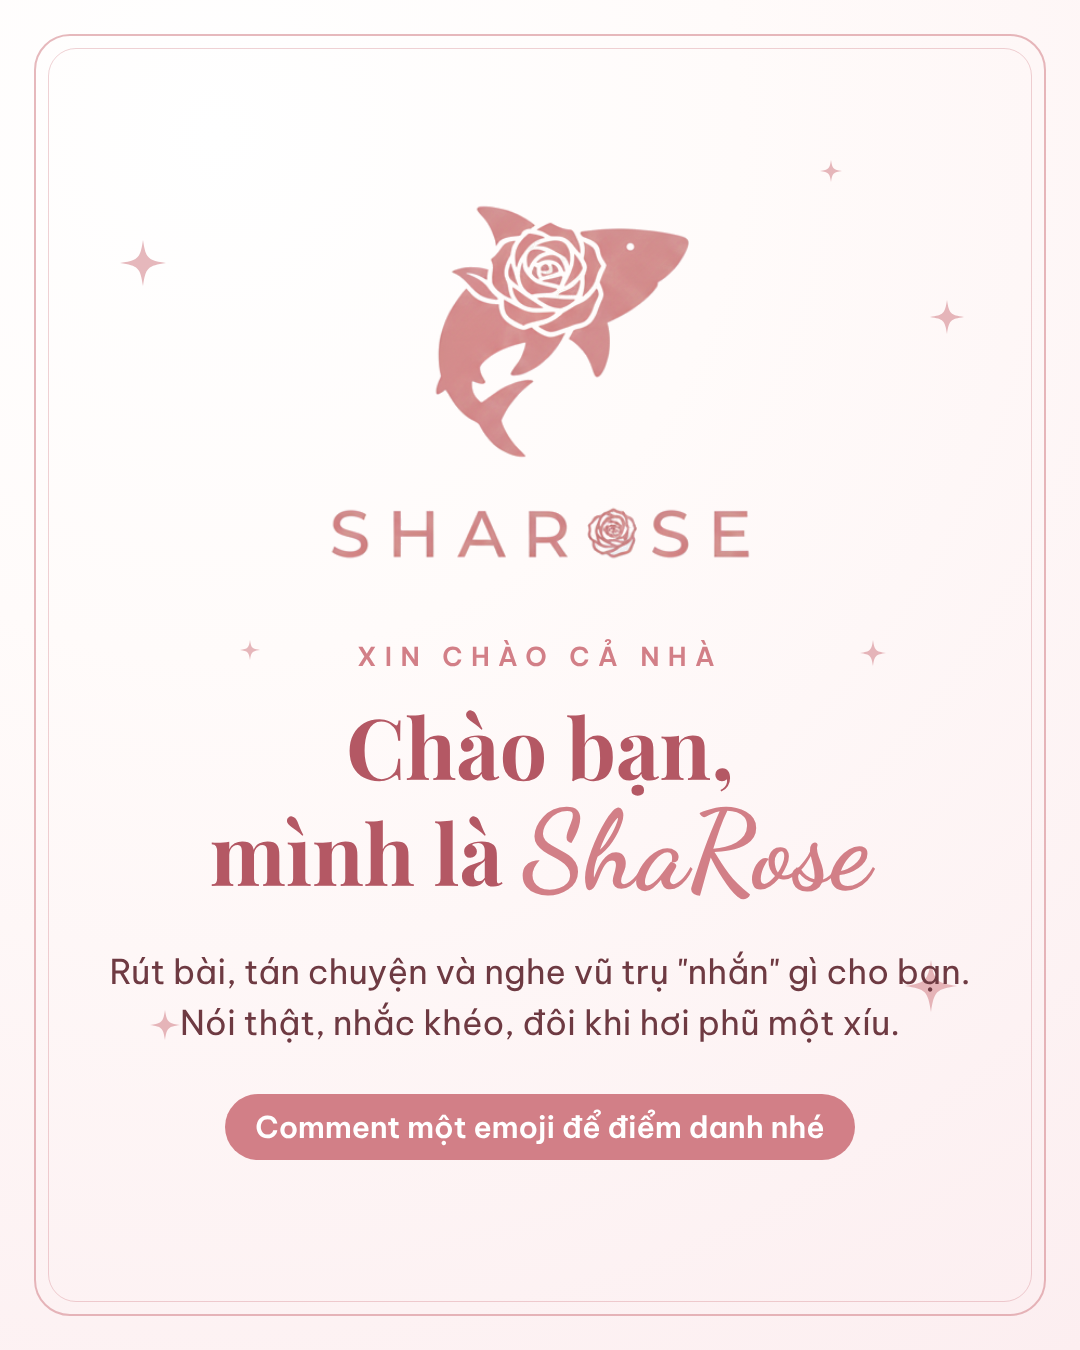 SHAROSE
XIN CHÀO CẢ NHÀ
Chào bạn,
mình là ShaRose
Rút bài, tán chuyện và nghe vũ trụ "nhắn" gì cho bạn.
Nói thật, nhắc khéo, đôi khi hơi phũ một xíu.
Comment một emoji để điểm danh nhé